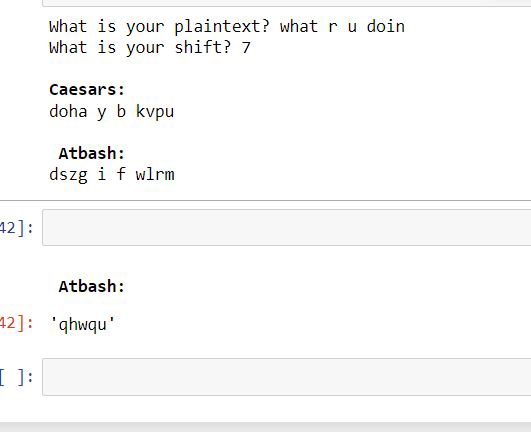 What is your plaintext? what r u doin
What is your shift? 7
Caesars:
doha y b kvpu
Atbash:
dszg i f wlrm
42]:
Atbash:
42]: 'qhwqu'
[ ]: